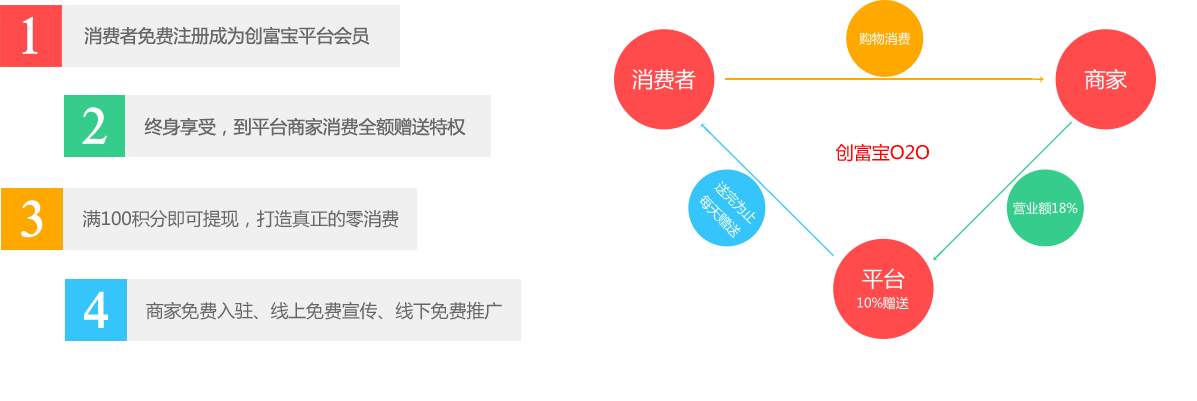 1
消费者免费注册成为创富宝平台会员
2
终身享受，到平台商家消费全额赠送特权
3
满100积分即可提现，打造真正的零消费
4
商家免费入驻、线上免费宣传、线下免费推广
购物消费
消费者
商家
创富宝O2O
送完为止
每天赠送
营业额18%
平台
10%赠送